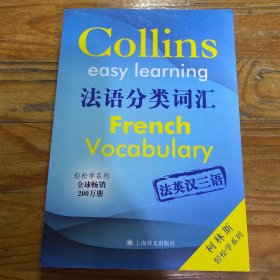 Collins
easy learning
法语分类词汇
French
Vocabulary
法英汉三语
轻松学系列
全球畅销
200万册
上海译文出版社
柯林斯
轻松学系列